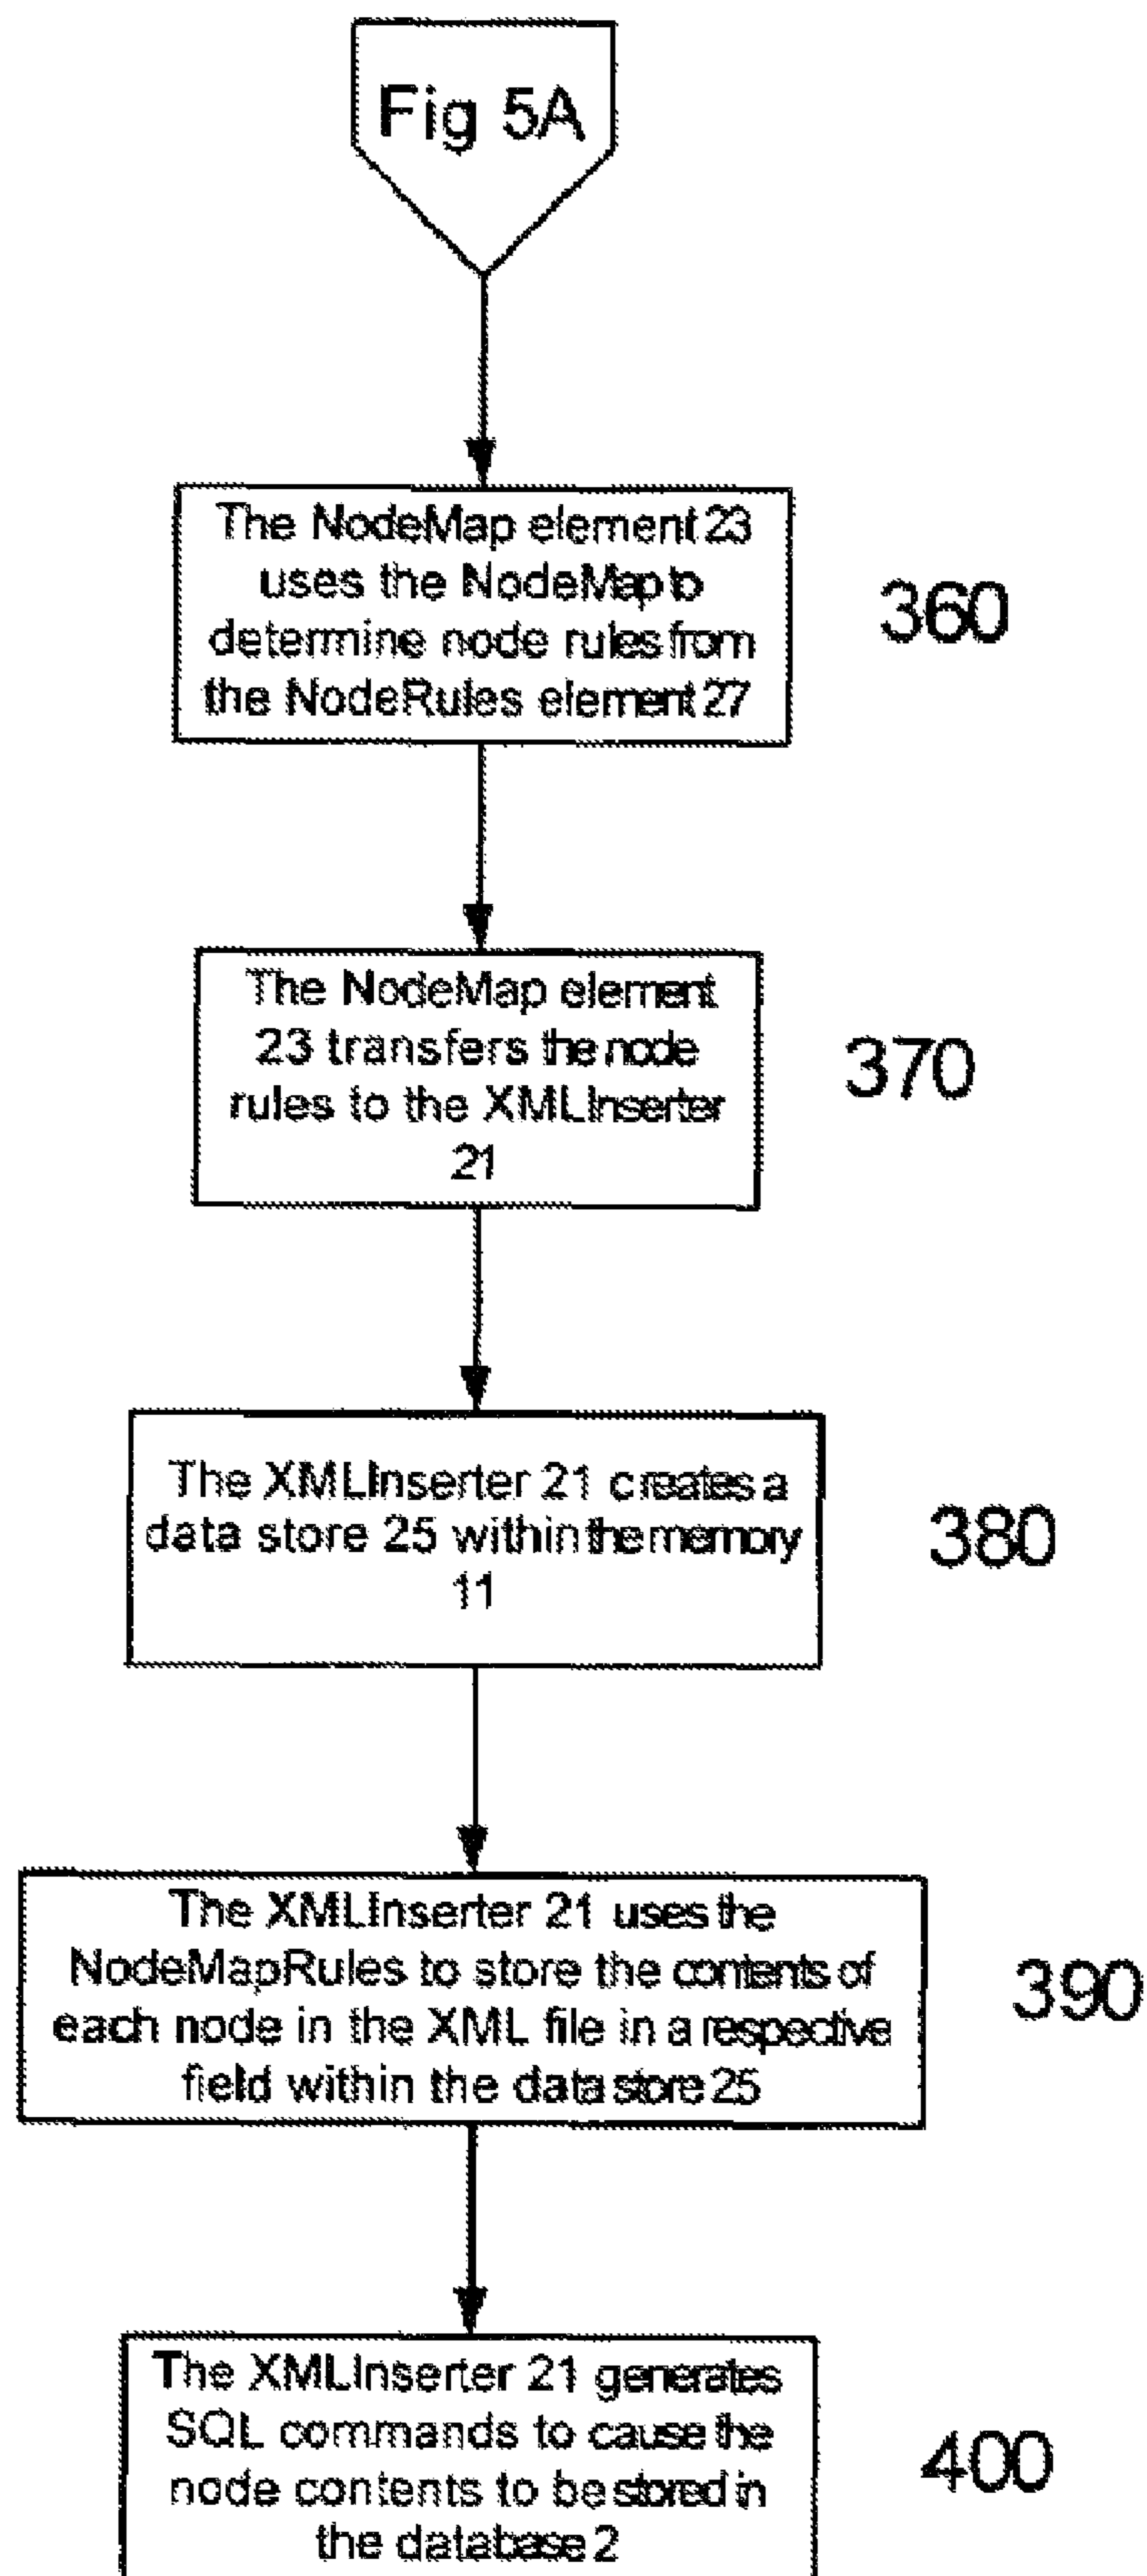 Fig 5A
The NodeMap element 23
uses the NodeMap to
determine node rules from
the NodeRules element 27
360
The NodeMap element
23 transfers the node
rules to the XMLInserter
21
370
The XMLInserter 21 creates a
data store 25 within the memory
11
380
The XMLInserter 21 uses the
NodeMapRules to store the contents of
each node in the XML file in a respective
field within the data store 25
390
The XMLInserter 21 generates
SQL commands to cause the
node contents to be stored in
the database 2
400